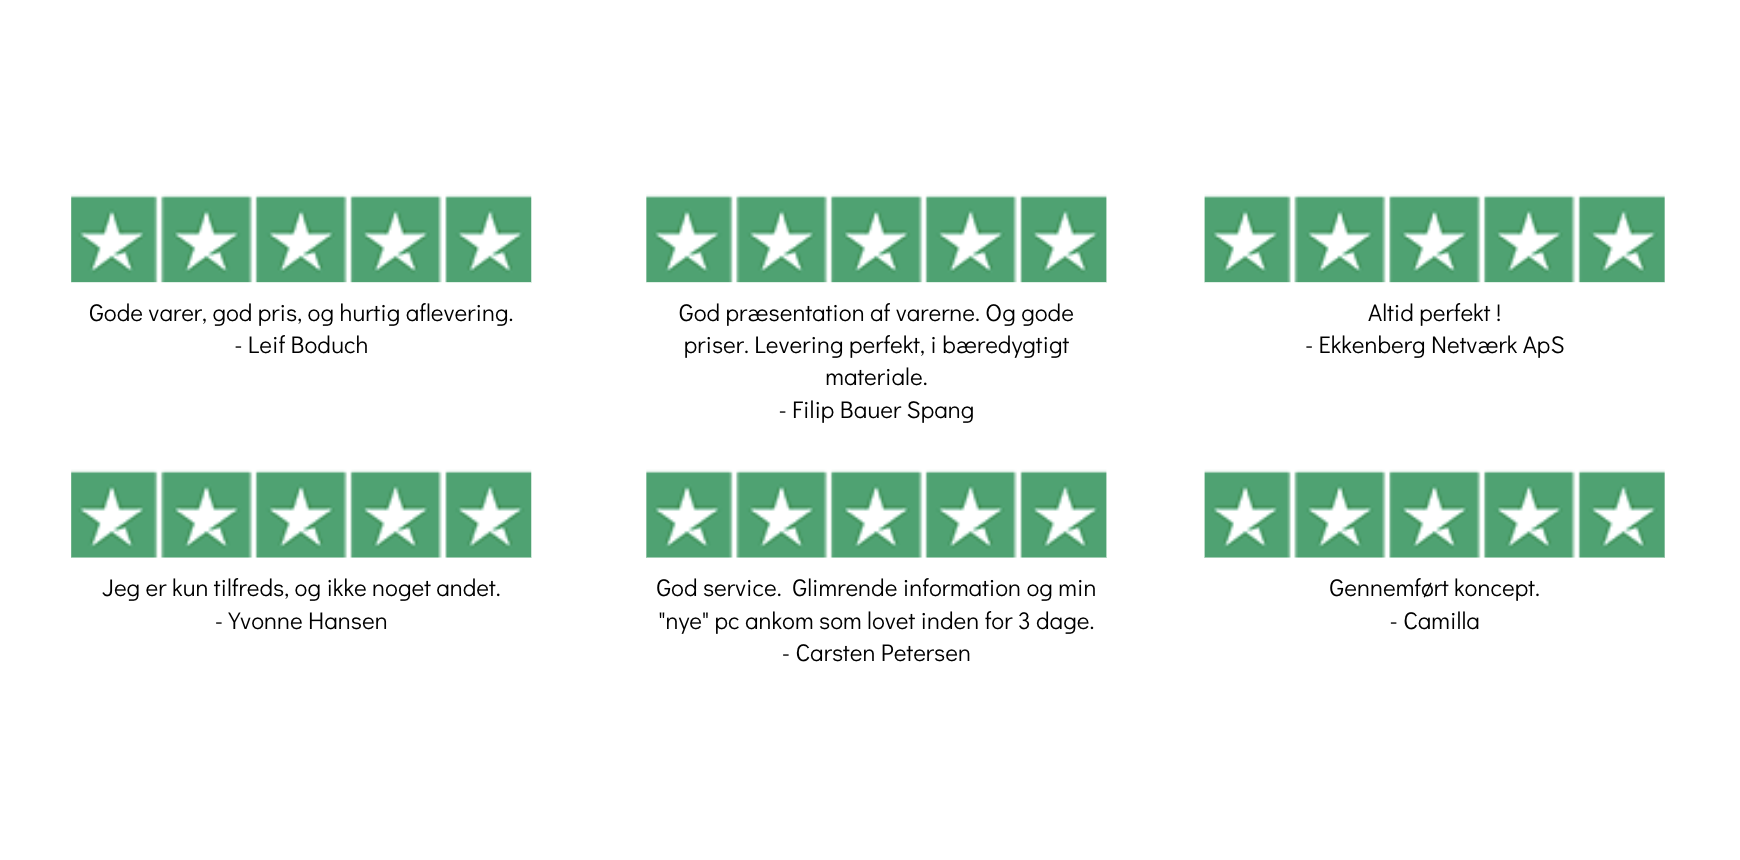 Gode varer, god pris, og hurtig aflevering.
- Leif Boduch
God præsentation af varerne. Og gode
priser. Levering perfekt, i bæredygtigt
materiale.
- Filip Bauer Spang
Altid perfekt !
- Ekkenberg Netværk ApS
Jeg er kun tilfreds, og ikke noget andet.
- Yvonne Hansen
God service.  Glimrende information og min
"nye" pc ankom som lovet inden for 3 dage.
- Carsten Petersen
Gennemført koncept.
- Camilla